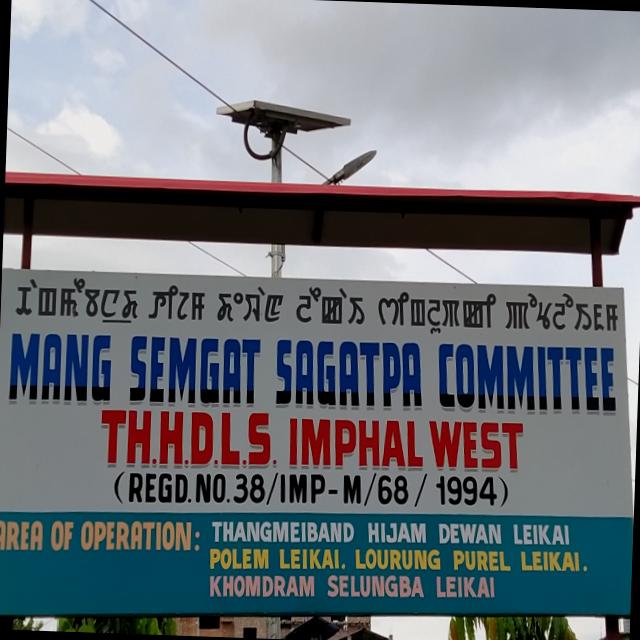 MANG SEMGAT SAGATPA COMMITTEE
TH.H.D.L.S. IMPHAL WEST
(REGD.NO.38/IMP-M/68/1994)
AREA OF OPERATION: THANGMEIBAND HIJAM DEWAN LEIKAI
POLEM LEIKAI. LOURUNG PUREL LEIKAI.
KHOMDRAM SELUNGBA LEIKAI